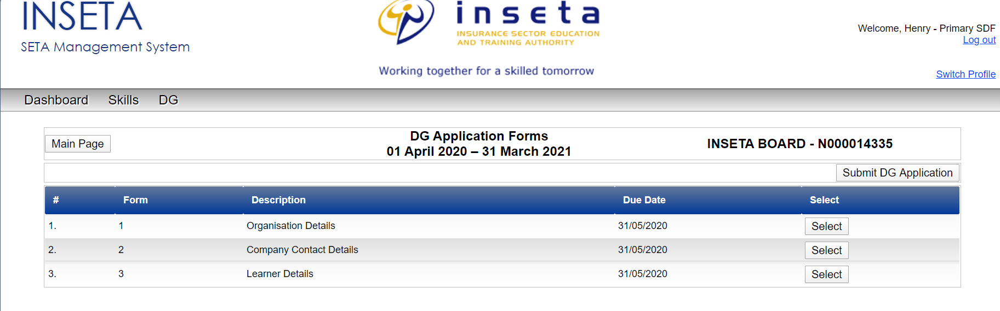 INSETA
SETA Management System
inseta
INSURANCE SECTOR EDUCATION
AND TRAINING AUTHORITY
Working together for a skilled tomorrow
Welcome, Henry - Primary SDF
Log out
Switch Profile
Dashboard Skills DG
Main Page
DG Application Forms
01 April 2020 – 31 March 2021
INSETA BOARD - N000014335
Submit DG Application
# Form Description Due Date Select
1. 1 Organisation Details 31/05/2020 Select
2. 2 Company Contact Details 31/05/2020 Select
3. 3 Learner Details 31/05/2020 Select